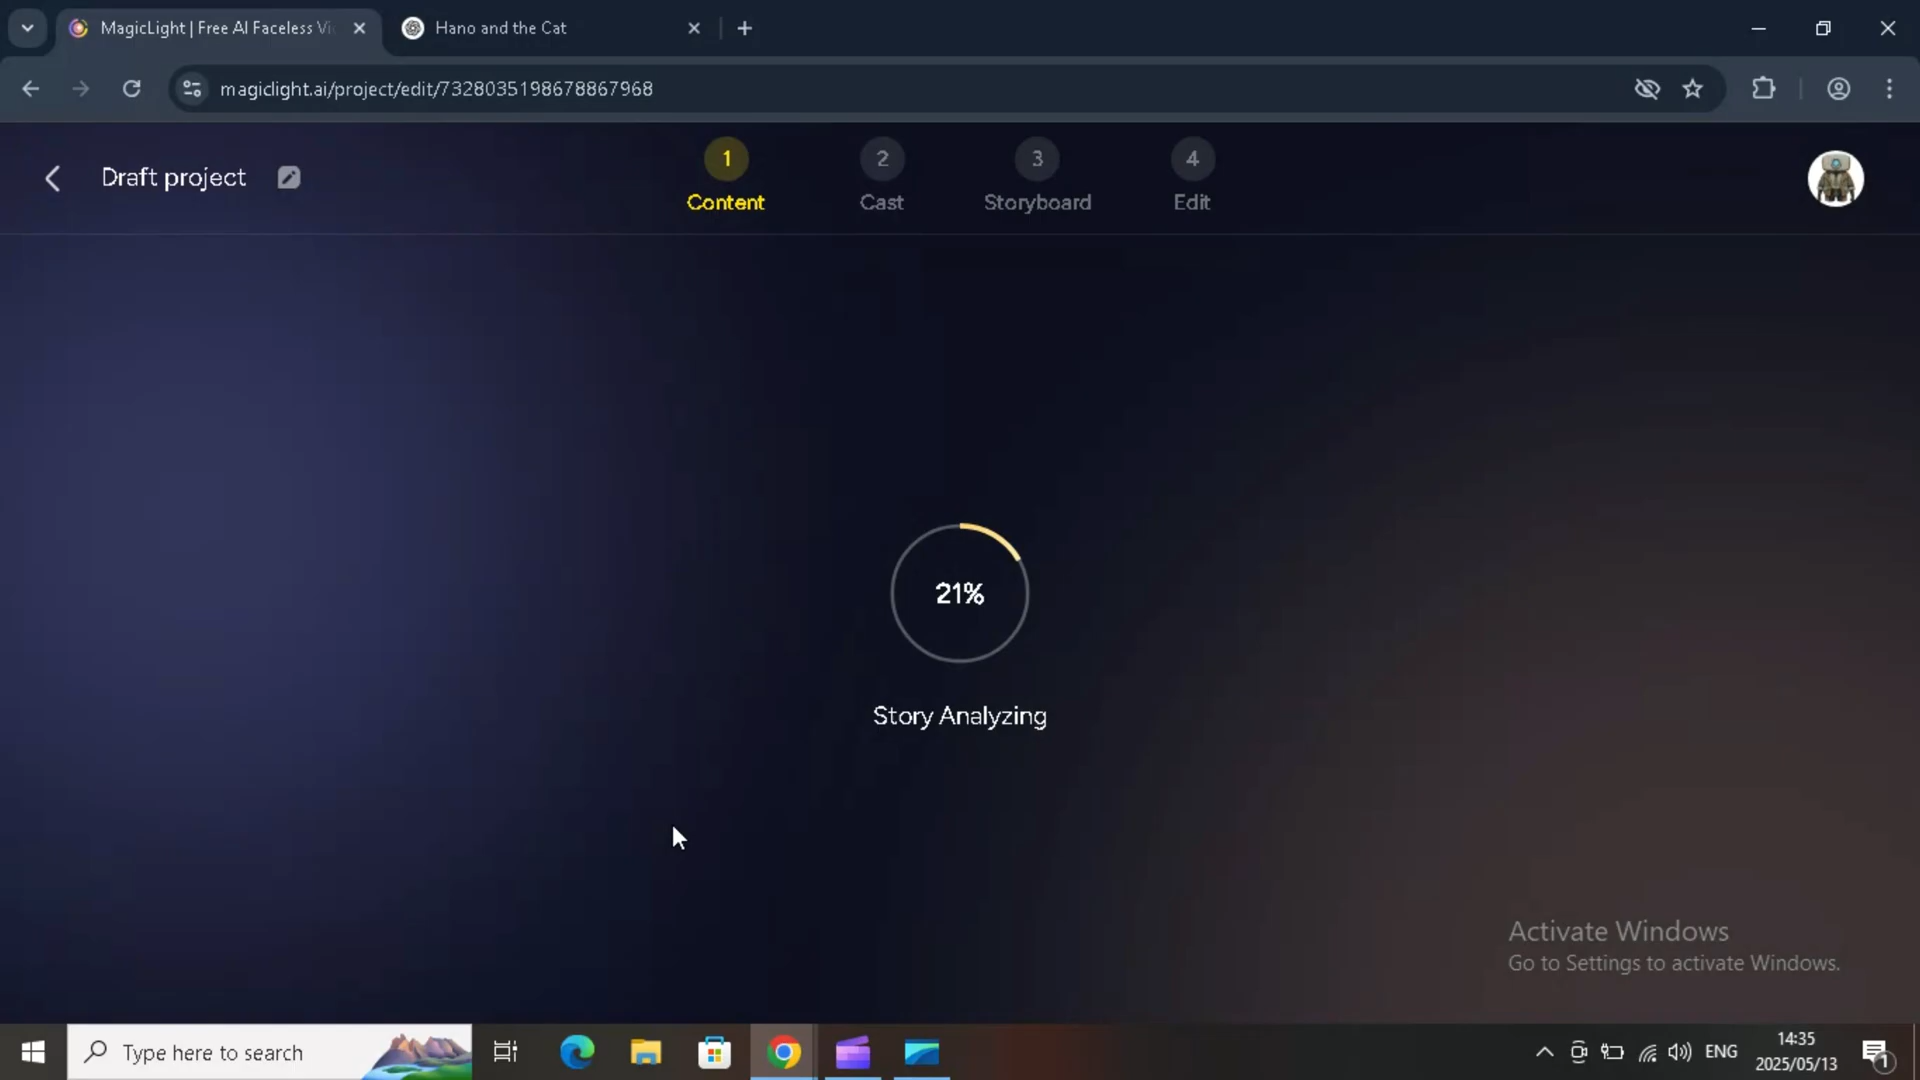 MagicLight | Free AI Faceless Vi
Hano and the Cat
magiclight.ai/project/edit/7328035198678867968
Draft project
1
2
3
4
Content
Cast
Storyboard
Edit
21%
Story Analyzing
Activate Windows
Go to Settings to activate Windows.
Type here to search
ENG
14:35
2025/05/13
1